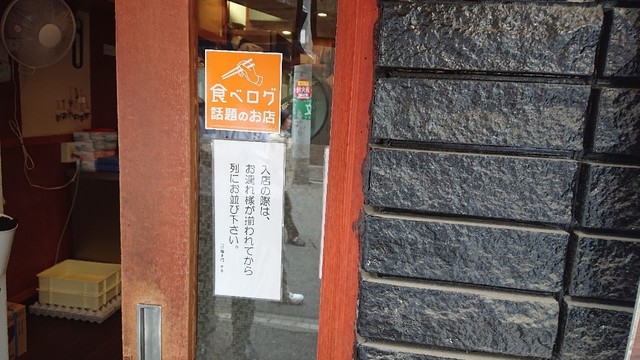 食べログ
話題のお店
入店の際は、
お連れ様が揃われてから
列にお並び下さい。